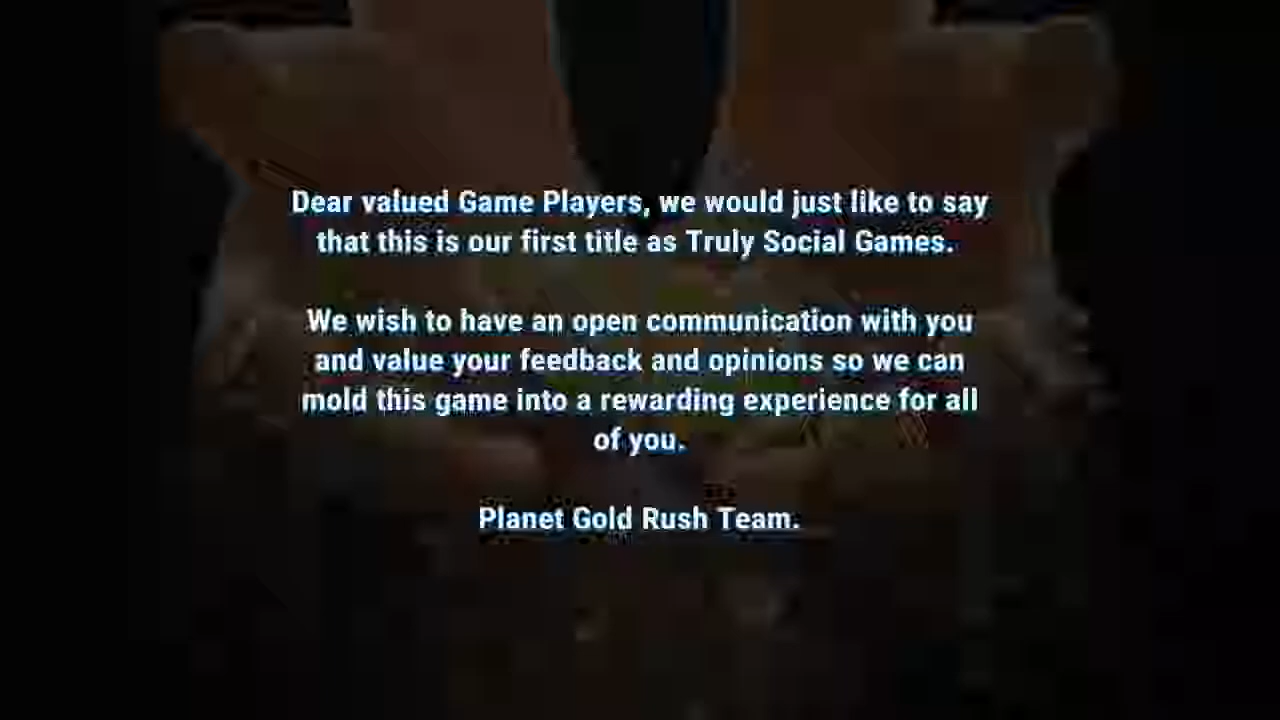 Dear valued Game Players, we would just like to say
that this is our first title as Truly Social Games.
We wish to have an open communication with you
and value your feedback and opinions so we can
mold this game into a rewarding experience for all
of you.
Planet Gold Rush Team.